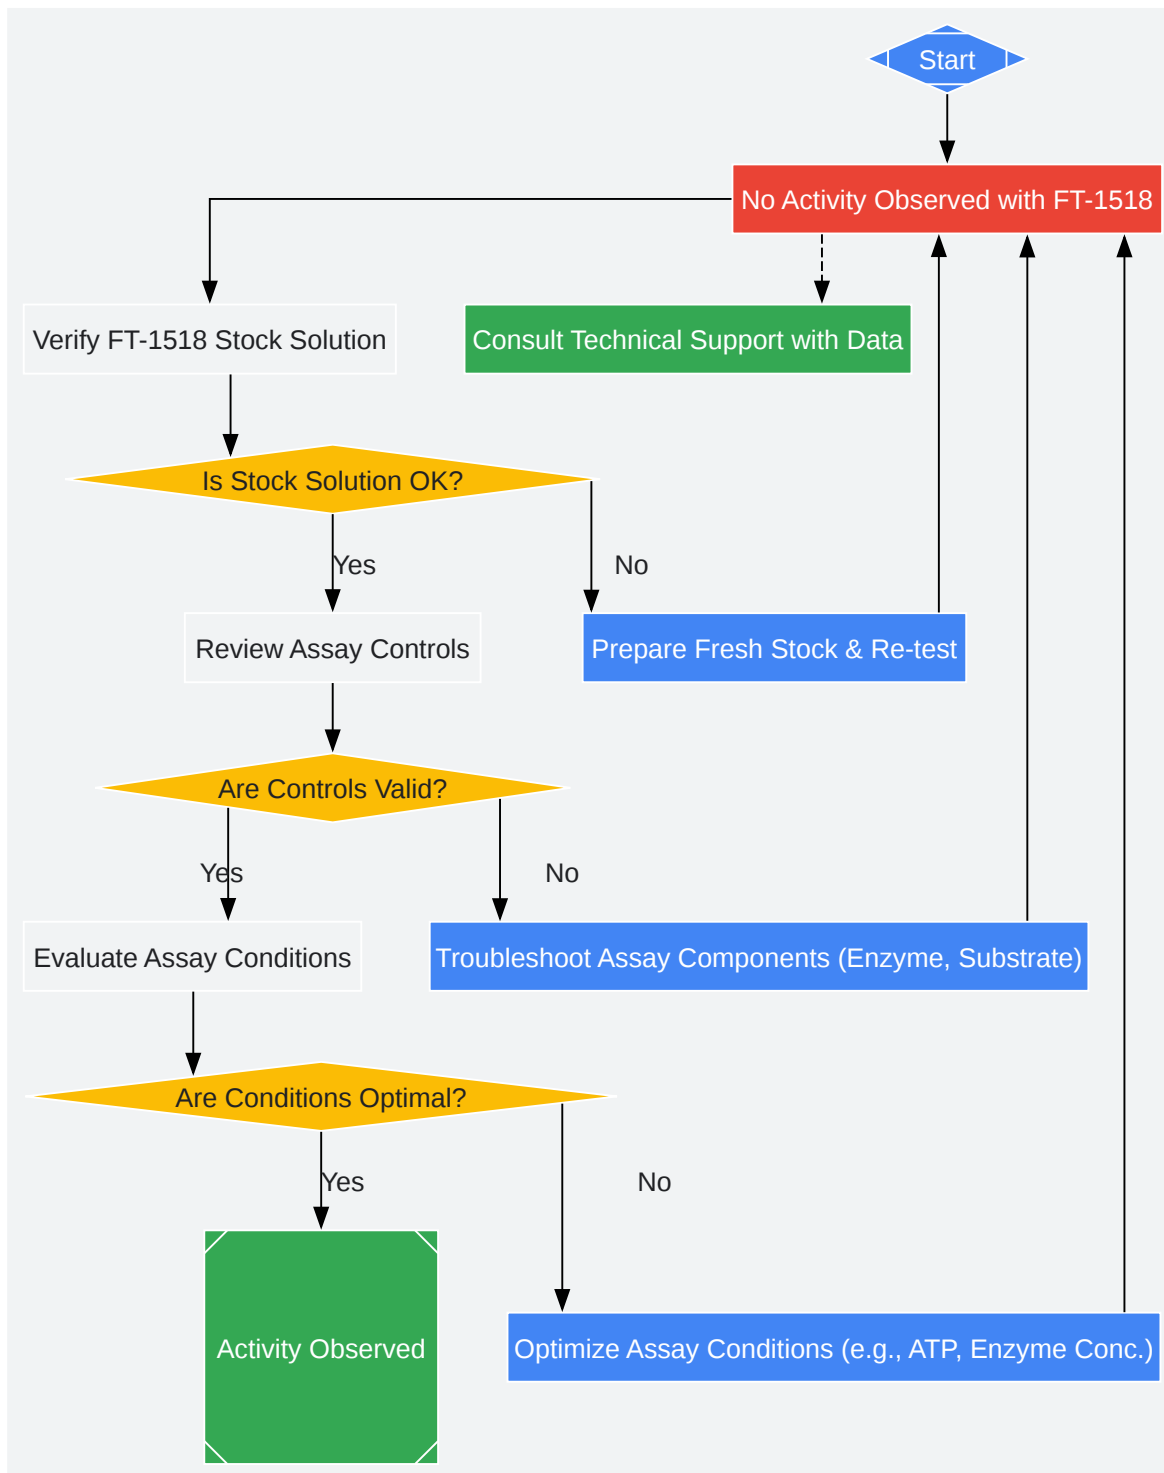 Start
No Activity Observed with FT-1518
Verify FT-1518 Stock Solution
Consult Technical Support with Data
Is Stock Solution OK?
Yes
No
Review Assay Controls
Prepare Fresh Stock & Re-test
Are Controls Valid?
Yes
No
Evaluate Assay Conditions
Troubleshoot Assay Components (Enzyme, Substrate)
Are Conditions Optimal?
Yes
No
Activity Observed
Optimize Assay Conditions (e.g., ATP, Enzyme Conc.)